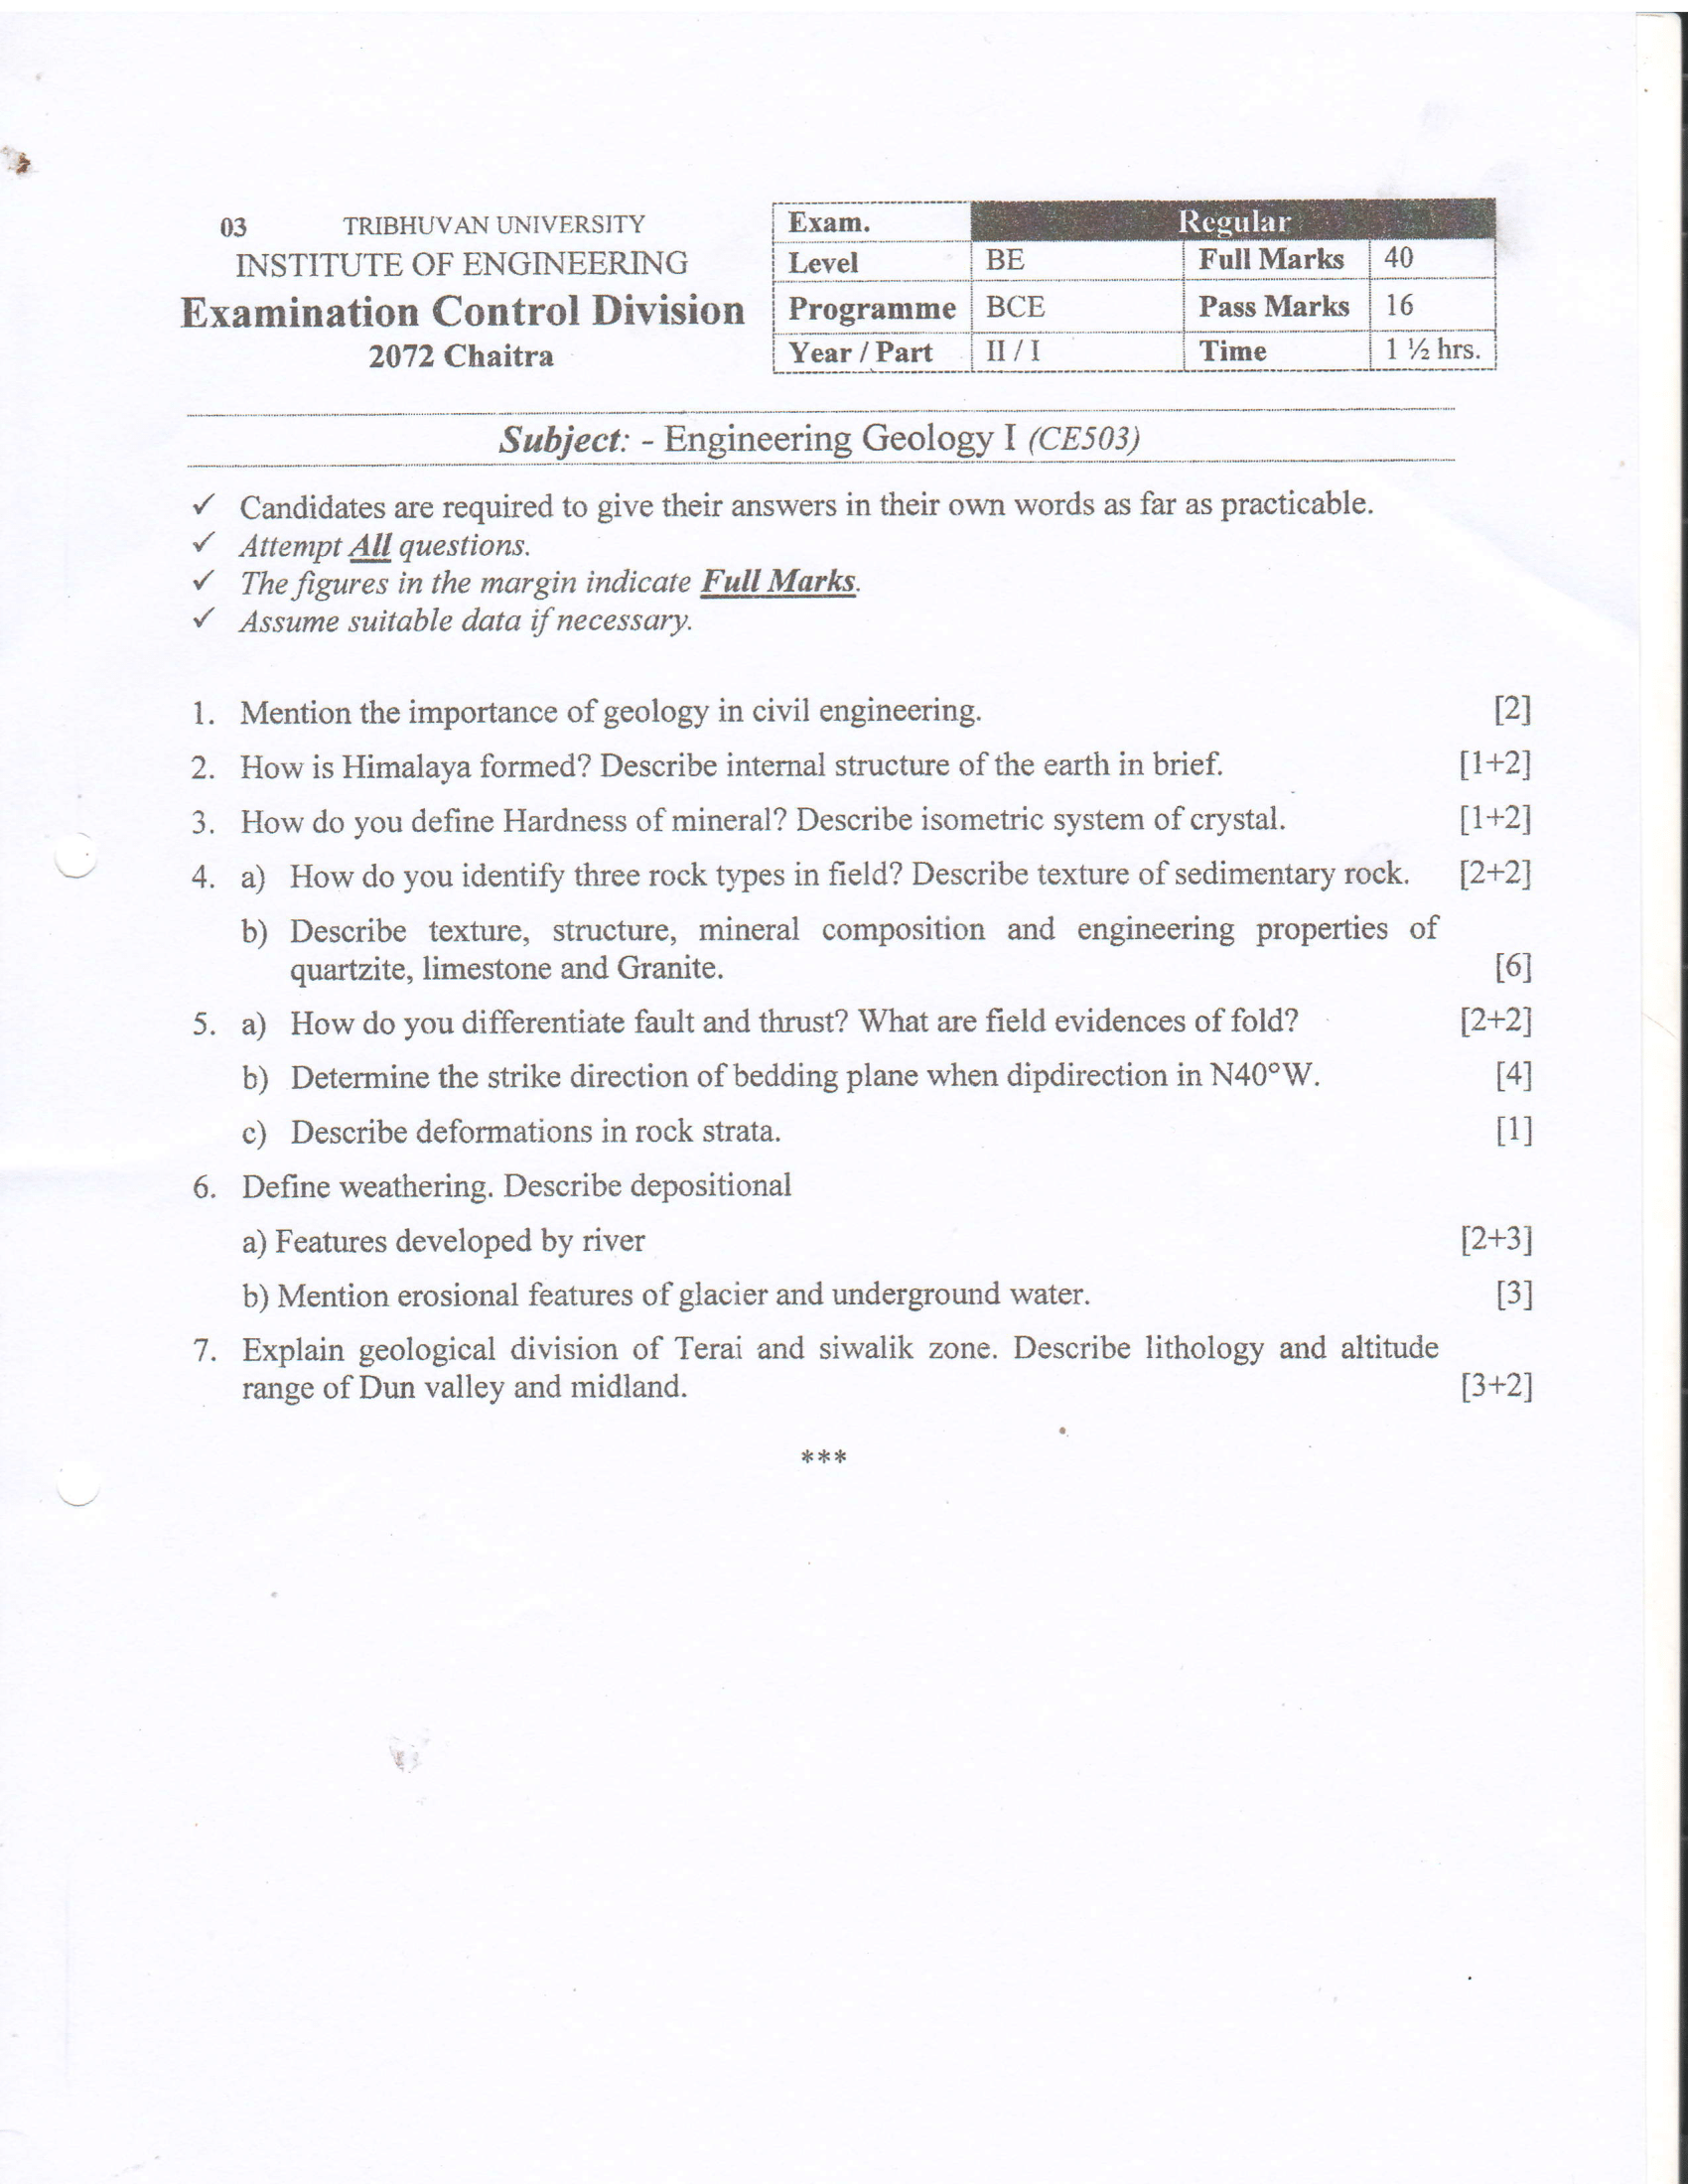 03 TRIBHUVAN UNIVERSITY
INSTITUTE OF ENGINEERING
Examination Control Division
2072 Chaitra
Exam. Regular
Level BE Full Marks 40
Programme BCE Pass Marks 16
Year / Part II / I Time 1 ½ hrs.
Subject: - Engineering Geology I (CE503)
✓ Candidates are required to give their answers in their own words as far as practicable.
✓ Attempt All questions.
✓ The figures in the margin indicate Full Marks.
✓ Assume suitable data if necessary.
1. Mention the importance of geology in civil engineering. [2]
2. How is Himalaya formed? Describe internal structure of the earth in brief. [1+2]
3. How do you define Hardness of mineral? Describe isometric system of crystal. [1+2]
4. a) How do you identify three rock types in field? Describe texture of sedimentary rock. [2+2]
b) Describe texture, structure, mineral composition and engineering properties of
quartzite, limestone and Granite. [6]
5. a) How do you differentiate fault and thrust? What are field evidences of fold? [2+2]
b) Determine the strike direction of bedding plane when dipdirection in N40°W. [4]
c) Describe deformations in rock strata. [1]
6. Define weathering. Describe depositional
a) Features developed by river [2+3]
b) Mention erosional features of glacier and underground water. [3]
7. Explain geological division of Terai and siwalik zone. Describe lithology and altitude
range of Dun valley and midland. [3+2]
***